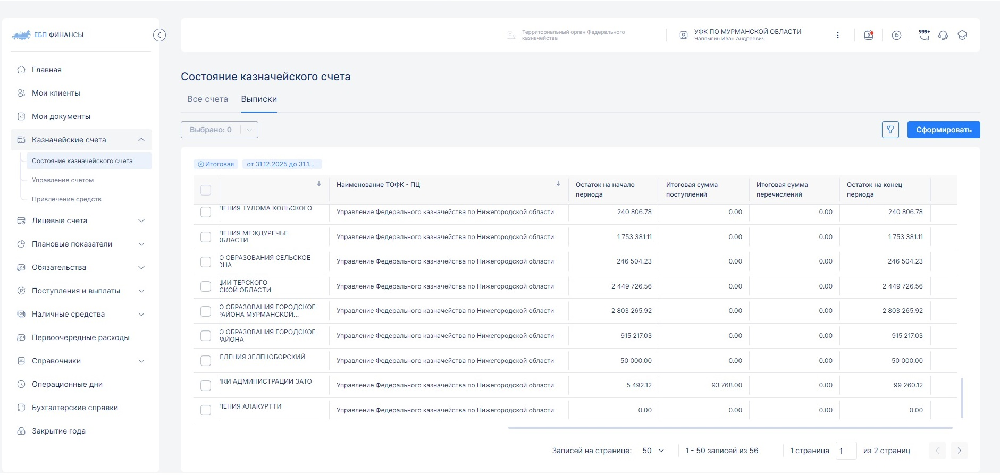 ЕБП ФИНАНСЫ
Территориальный орган Федерального
казначейства
УФК ПО МУРМАНСКОЙ ОБЛАСТИ
Чаплыгин Иван Андреевич
8
999+
Главная
Мои клиенты
Мои документы
Казначейские счета
Состояние казначейского счета
Управление счетом
Привлечение средств
Лицевые счета
Плановые показатели
Обязательства
Поступления и выплаты
Наличные средства
Первоочередные расходы
Справочники
Операционные дни
Бухгалтерские справки
Закрытие года
Состояние казначейского счета
Все счета Выписки
Выбрано: 0
Сформировать
Итоговая от 31.12.2025 до 31.1...
Наименование ТОФК - ПЦ Остаток на начало периода Итоговая сумма поступлений Итоговая сумма перечислений Остаток на конец периода
ЛЕНИЯ ТУЛОМА КОЛЬСКОГО Управление Федерального казначейства по Нижегородской области 240 806.78 0.00 0.00 240 806.78
ЛЕНИЯ МЕЖДУРЕЧЬЕ
ОБЛАСТИ Управление Федерального казначейства по Нижегородской области 1 753 381.11 0.00 0.00 1 753 381.11
О ОБРАЗОВАНИЯ СЕЛЬСКОЕ
ОНА Управление Федерального казначейства по Нижегородской области 246 504.23 0.00 0.00 246 504.23
ЦИИ ТЕРСКОГО
СКОЙ ОБЛАСТИ Управление Федерального казначейства по Нижегородской области 2 449 726.56 0.00 0.00 2 449 726.56
О ОБРАЗОВАНИЯ ГОРОДСКОЕ
РАЙОНА МУРМАНСКОЙ... Управление Федерального казначейства по Нижегородской области 2 803 265.92 0.00 0.00 2 803 265.92
О ОБРАЗОВАНИЯ ГОРОДСКОЕ
РАЙОНА Управление Федерального казначейства по Нижегородской области 915 217.03 0.00 0.00 915 217.03
ЕЛЕНИЯ ЗЕЛЕНОБОРСКИЙ Управление Федерального казначейства по Нижегородской области 50 000.00 0.00 0.00 50 000.00
ИКИ АДМИНИСТРАЦИИ ЗАТО Управление Федерального казначейства по Нижегородской области 5 492.12 93 768.00 0.00 99 260.12
ЛЕНИЯ АЛАКУРТТИ Управление Федерального казначейства по Нижегородской области 0.00 0.00 0.00 0.00
Записей на странице: 50 1 - 50 записей из 56 1 страница 1 из 2 страниц